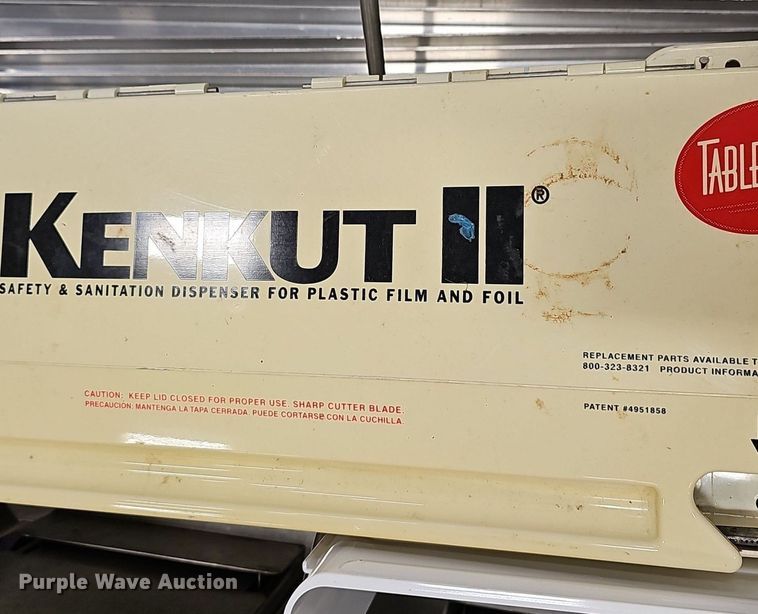 KENKUT II®
SAFETY & SANITATION DISPENSER FOR PLASTIC FILM AND FOIL
TABLE
REPLACEMENT PARTS AVAILABLE T
800-323-8321 PRODUCT INFORMA
CAUTION: KEEP LID CLOSED FOR PROPER USE. SHARP CUTTER BLADE.
PRECAUCION: MANTENGA LA TAPA CERRADA. PUEDE CORTARSE CON LA CUCHILLA.
PATENT #4951858
Purple Wave Auction